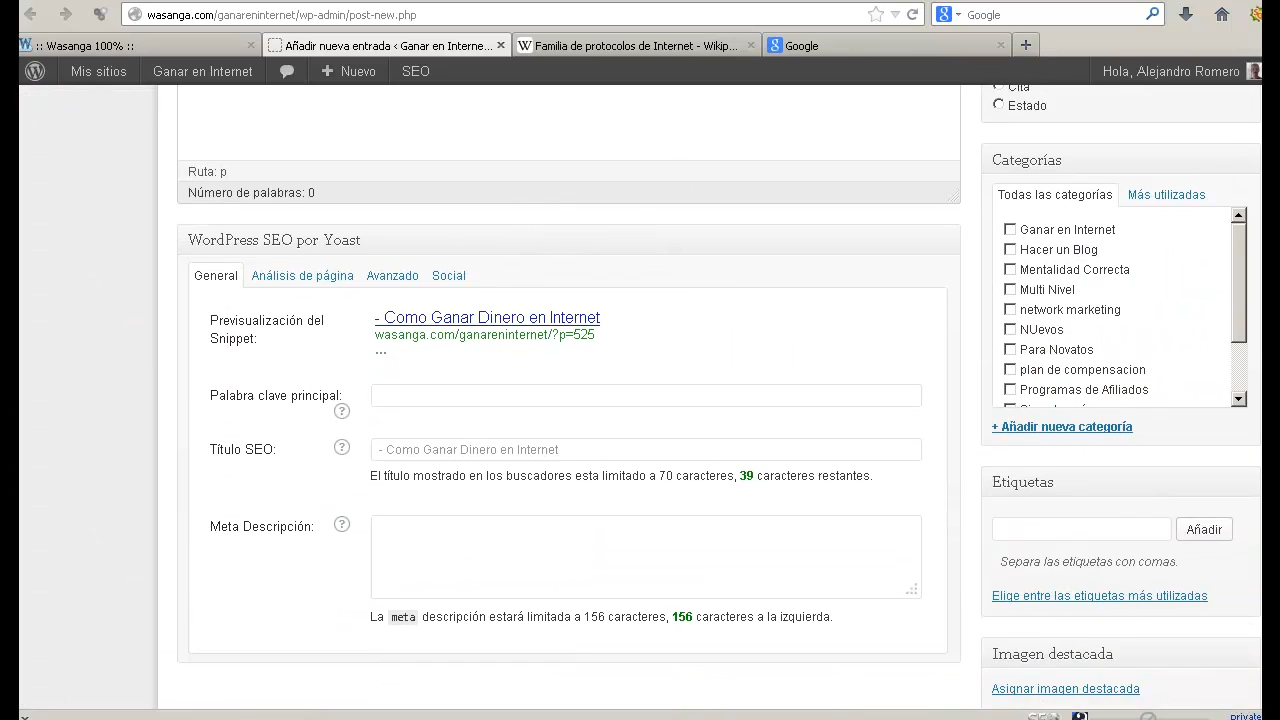 wasanga.com/ganareninternet/wp-admin/post-new.php
Google
:: Wasanga 100% ::
Añadir nueva entrada ‹ Ganar en Interne...
Familia de protocolos de Internet - Wikip...
Google
Mis sitios
Ganar en Internet
Nuevo
SEO
Hola, Alejandro Romero
Cita
Estado
Ruta: p
Número de palabras: 0
WordPress SEO por Yoast
General
Análisis de página
Avanzado
Social
Previsualización del
Snippet:
- Como Ganar Dinero en Internet
wasanga.com/ganareninternet/?p=525
...
Palabra clave principal:
?
Título SEO:
?
- Como Ganar Dinero en Internet
El título mostrado en los buscadores esta limitado a 70 caracteres, 39 caracteres restantes.
Meta Descripción:
?
La meta descripción estará limitada a 156 caracteres, 156 caracteres a la izquierda.
Categorías
Todas las categorías
Más utilizadas
Ganar en Internet
Hacer un Blog
Mentalidad Correcta
Multi Nivel
network marketing
NUevos
Para Novatos
plan de compensacion
Programas de Afiliados
+ Añadir nueva categoría
Etiquetas
Añadir
Separa las etiquetas con comas.
Elige entre las etiquetas más utilizadas
Imagen destacada
Asignar imagen destacada